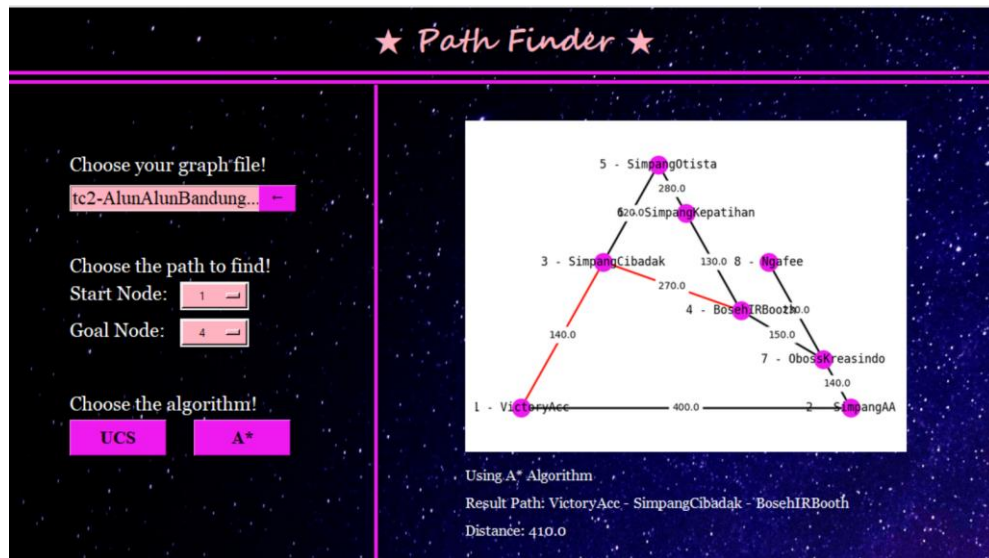 ★ Path Finder ★
Choose your graph file!
tc2-AlunAlunBandung... ←
Choose the path to find!
Start Node: 1
Goal Node: 4
Choose the algorithm!
UCS A*
5 - SimpangOtista
280.0
6 - SimpangKepatihan
3 - SimpangCibadak
130.0
8 - Ngafee
270.0
4 - BosehIRBooth
140.0
150.0
7 - ObossKreasindo
140.0
1 - VictoryAcc
400.0
2 - SimpangAA
Using A* Algorithm
Result Path: VictoryAcc - SimpangCibadak - BosehIRBooth
Distance: 410.0